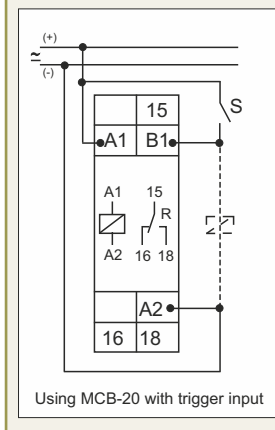 (+)
≃
(-)
15
S
A1 B1
A1 15
R
A2 16 18
A2
16 18
Using MCB-20 with trigger input